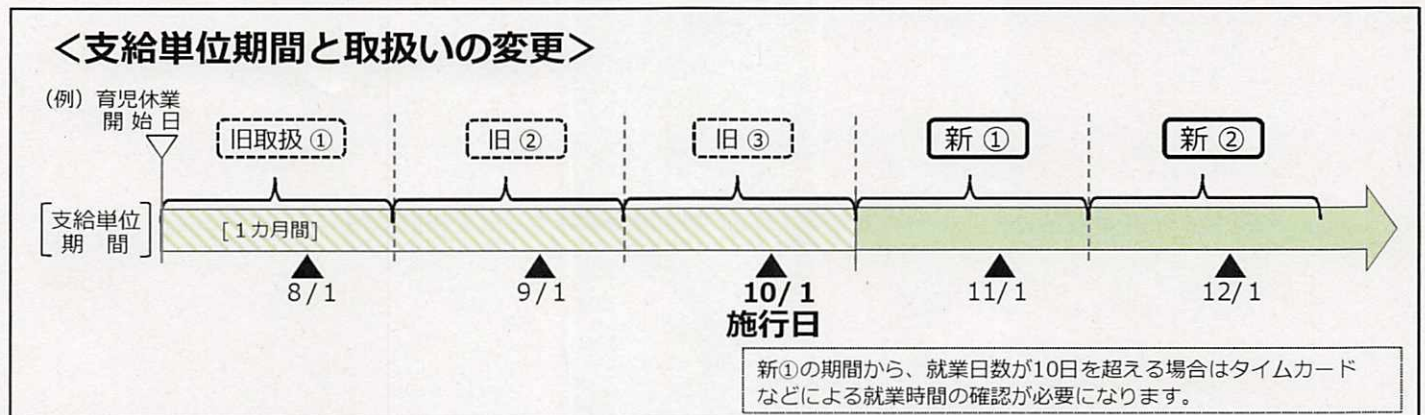 <支給単位期間と取扱いの変更>
(例) 育児休業
開 始 日
旧取扱 ①
旧 ②
旧 ③
新 ①
新 ②
支給単位
期 間
[1カ月間]
8/1
9/1
10/1
施行日
11/1
12/1
新①の期間から、就業日数が10日を超える場合はタイムカード
などによる就業時間の確認が必要になります。